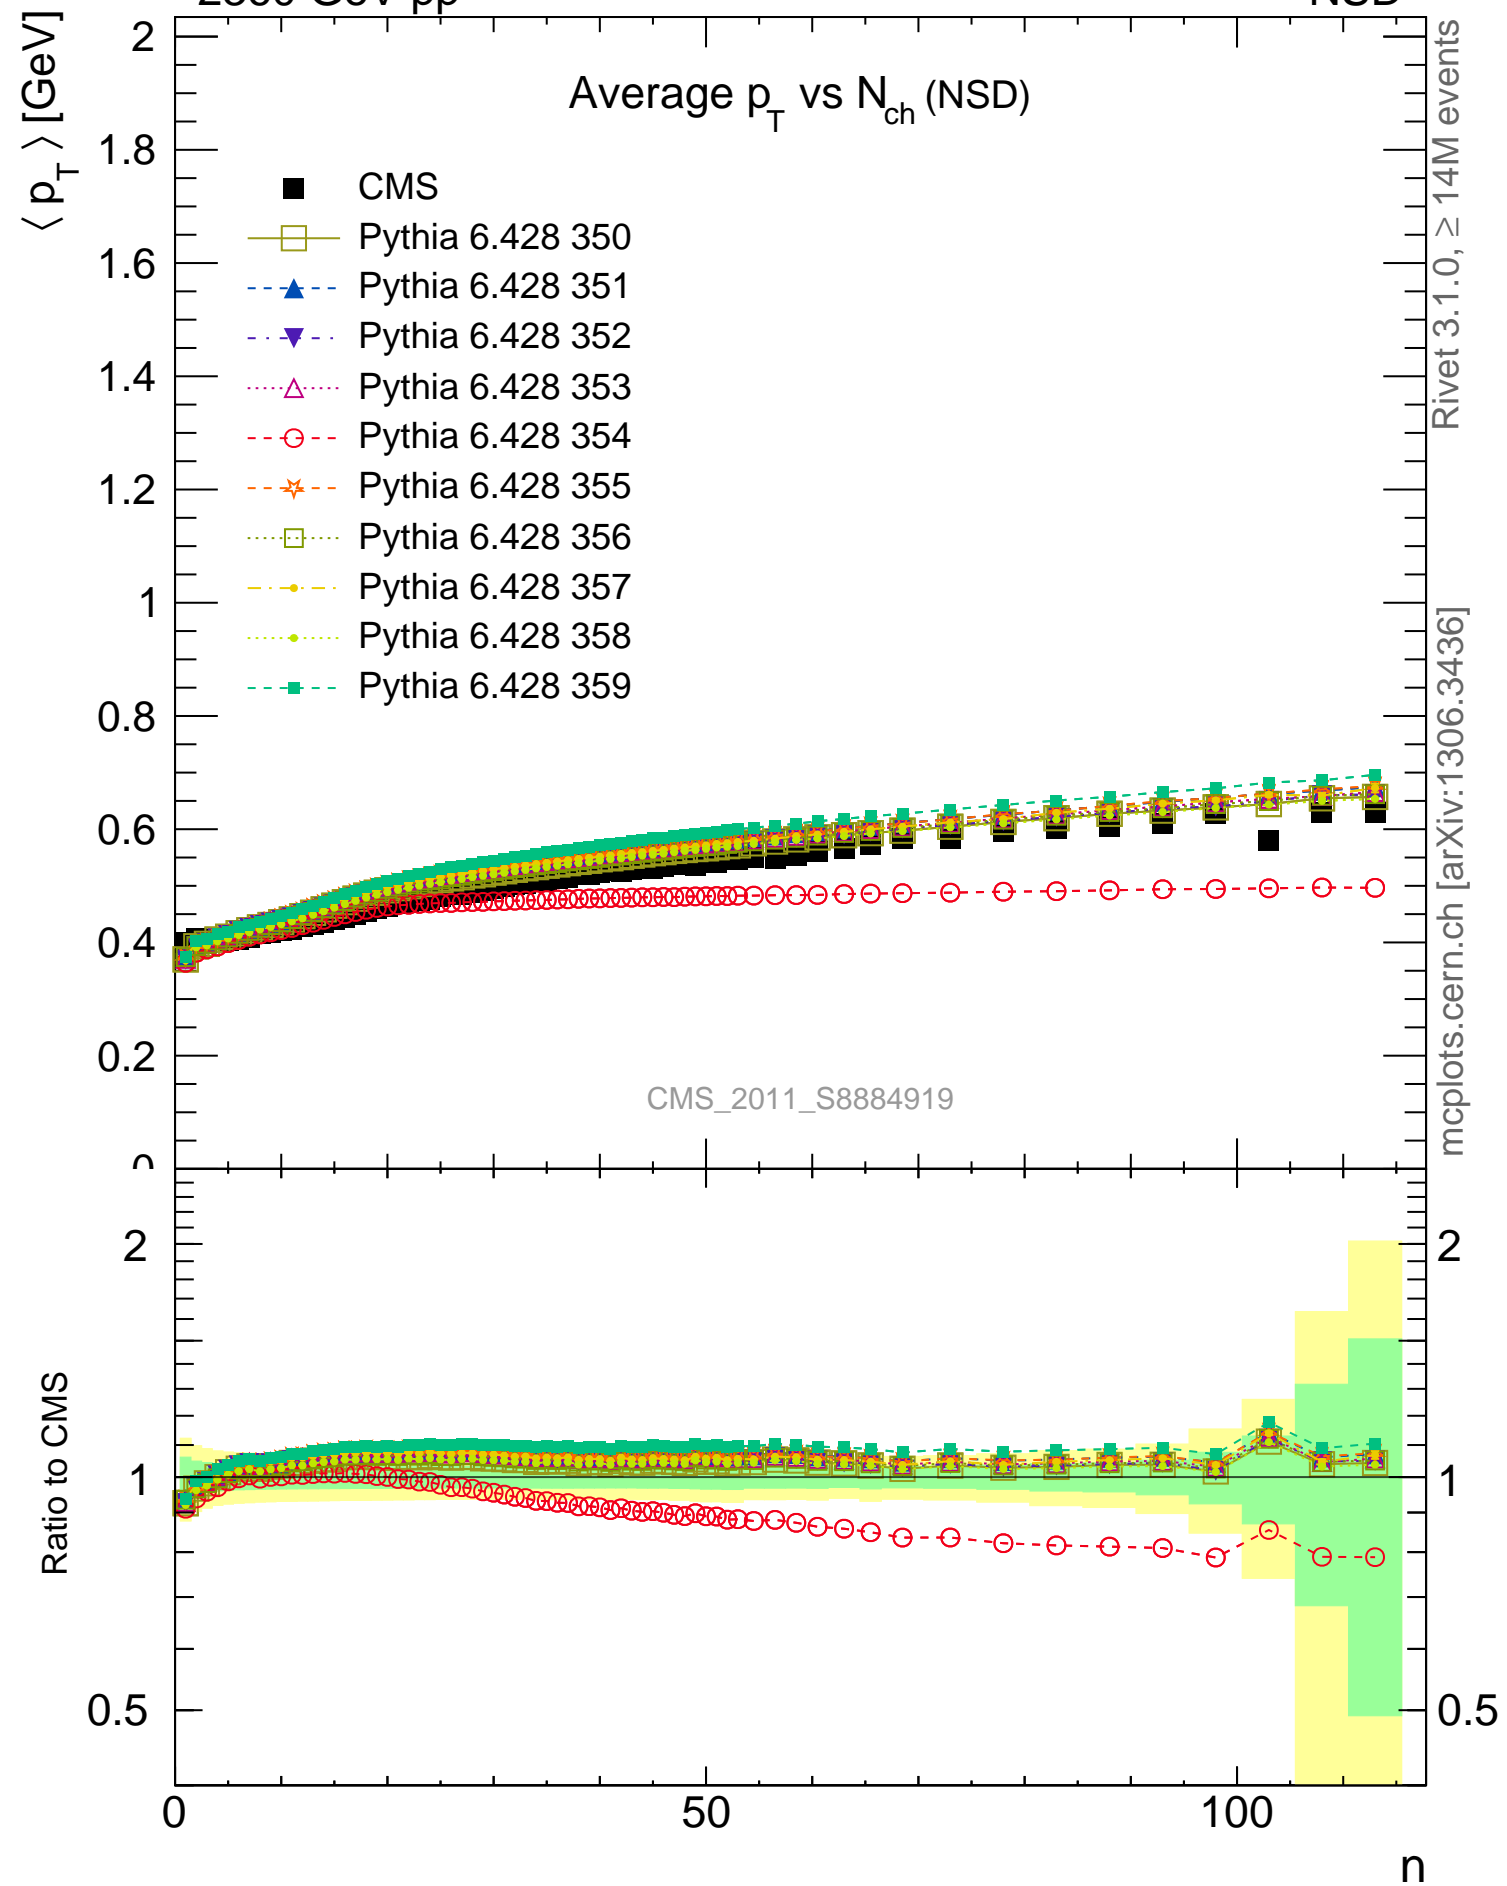 NSD
⟨ p_T ⟩ [GeV]
Average p_T vs N_ch (NSD)
CMS
Pythia 6.428 350
Pythia 6.428 351
Pythia 6.428 352
Pythia 6.428 353
Pythia 6.428 354
Pythia 6.428 355
Pythia 6.428 356
Pythia 6.428 357
Pythia 6.428 358
Pythia 6.428 359
2
1.8
1.6
1.4
1.2
1
0.8
0.6
0.4
0.2
0
CMS_2011_S8884919
Rivet 3.1.0, ≥ 14M events
mcplots.cern.ch [arXiv:1306.3436]
Ratio to CMS
2
1
0.5
2
1
0.5
0
50
100
n